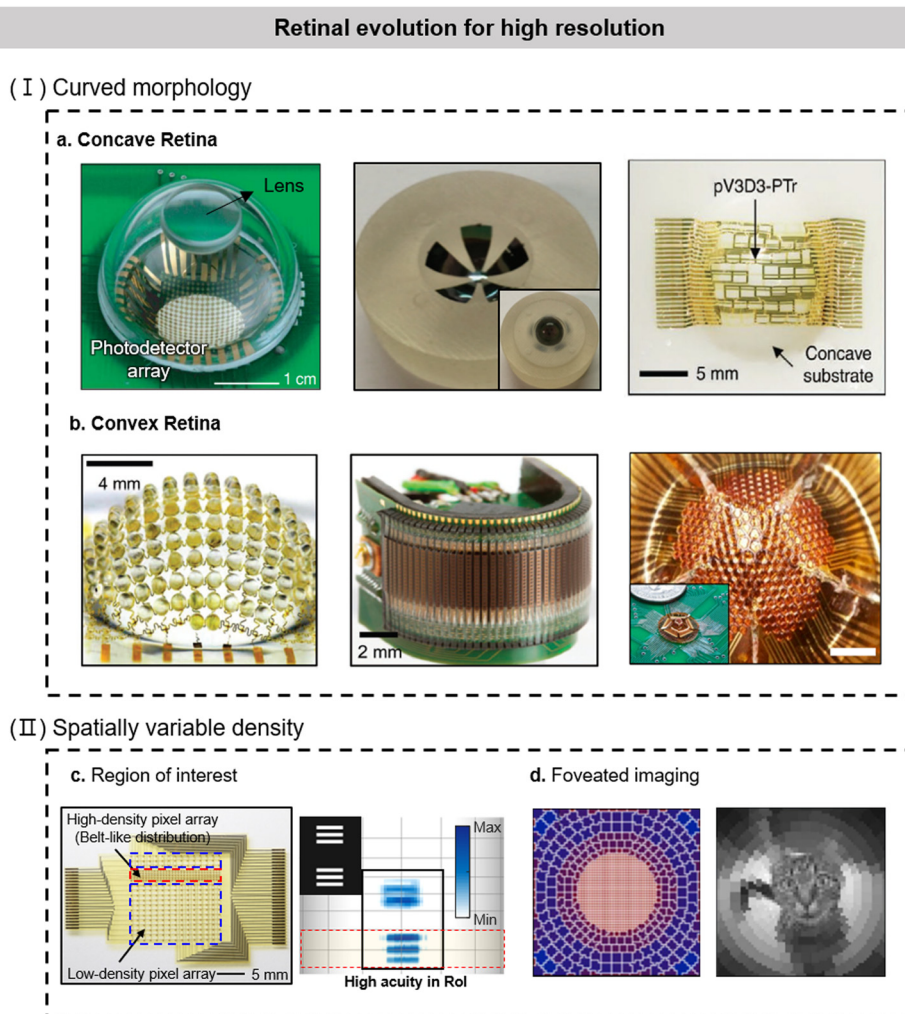 Retinal evolution for high resolution
(Ⅰ) Curved morphology
a. Concave Retina
Lens
Photodetector
array
1 cm
pV3D3-PTr
5 mm
Concave
substrate
b. Convex Retina
4 mm
2 mm
(Ⅱ) Spatially variable density
c. Region of interest
d. Foveated imaging
High-density pixel array
(Belt-like distribution)
Low-density pixel array
5 mm
Max
Min
High acuity in RoI